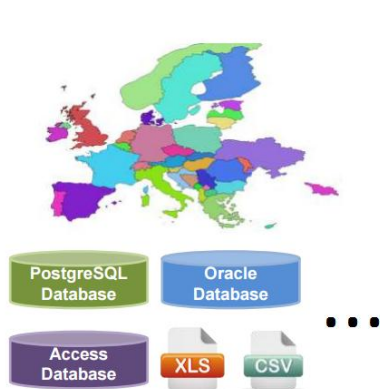 PostgreSQL
Database
Oracle
Database
Access
Database
XLS
CSV
...